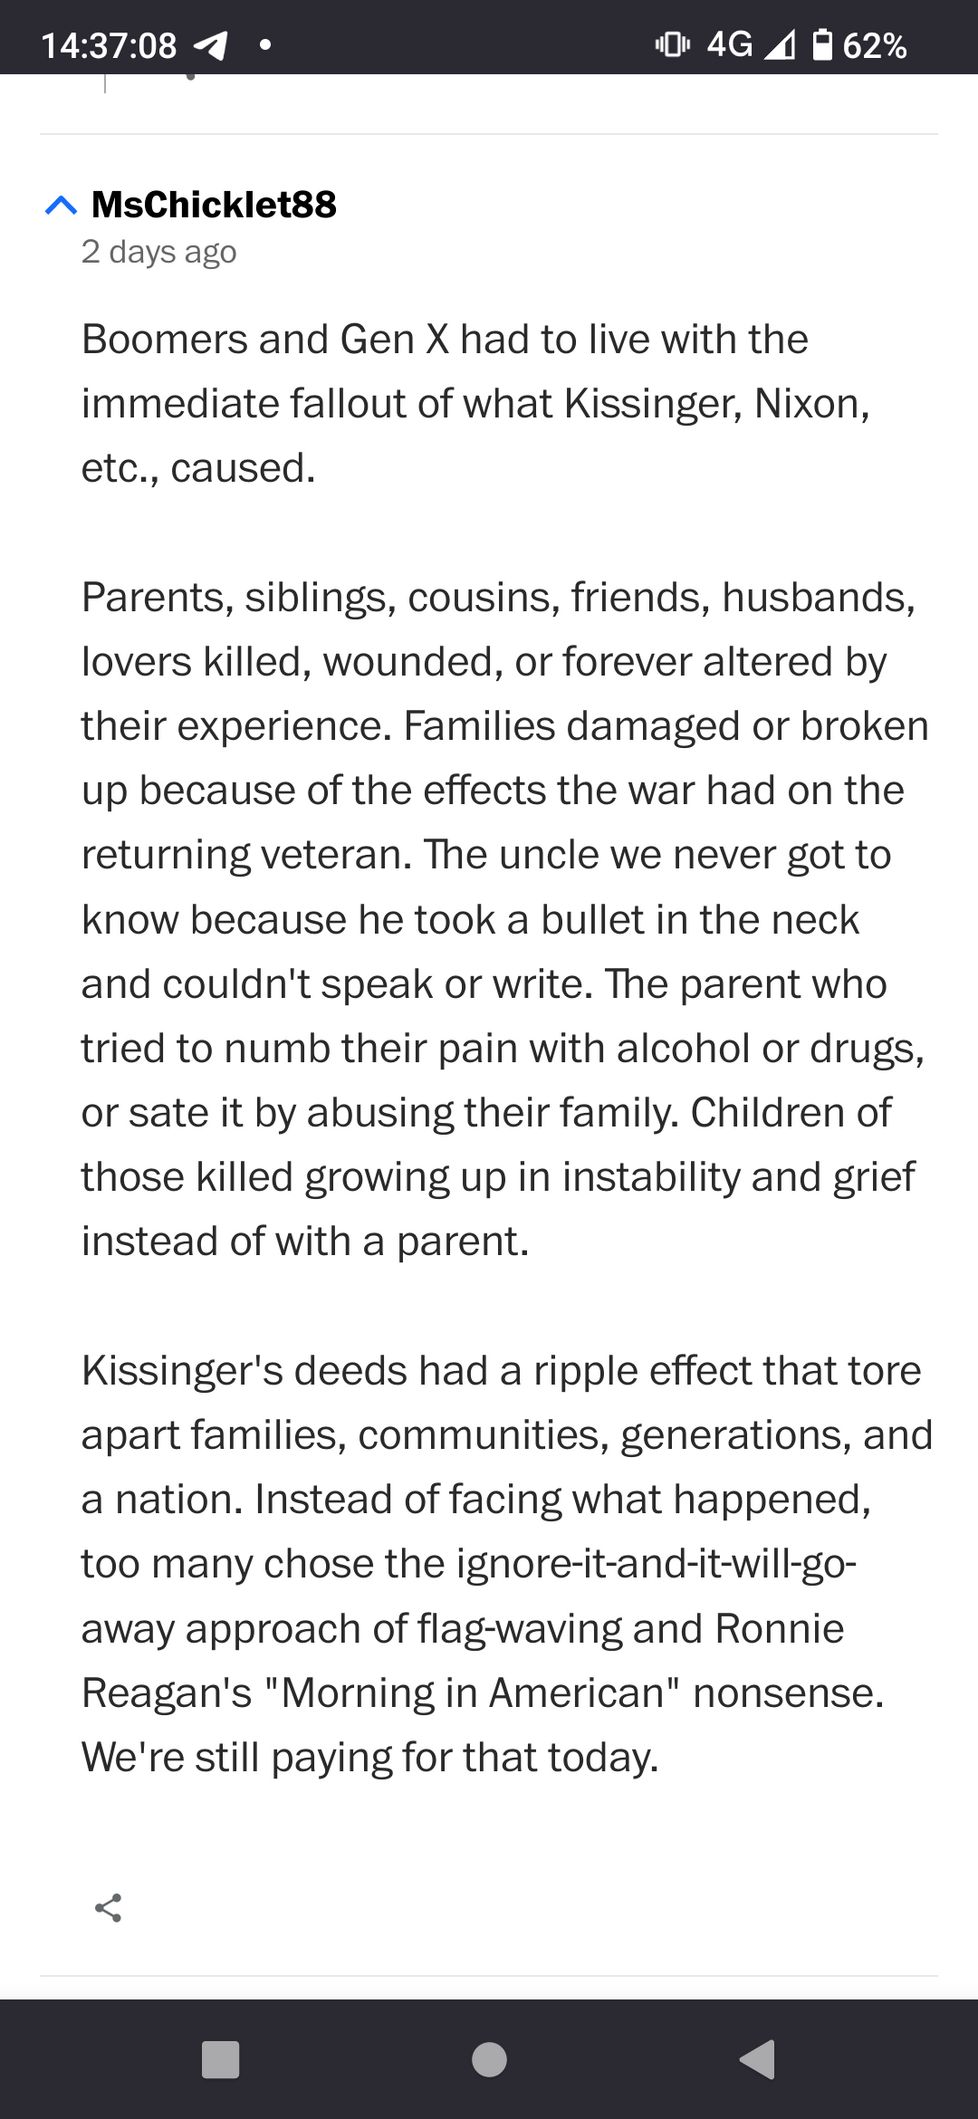 14:37:08 4G 62%
MsChicklet88
2 days ago
Boomers and Gen X had to live with the
immediate fallout of what Kissinger, Nixon,
etc., caused.
Parents, siblings, cousins, friends, husbands,
lovers killed, wounded, or forever altered by
their experience. Families damaged or broken
up because of the effects the war had on the
returning veteran. The uncle we never got to
know because he took a bullet in the neck
and couldn't speak or write. The parent who
tried to numb their pain with alcohol or drugs,
or sate it by abusing their family. Children of
those killed growing up in instability and grief
instead of with a parent.
Kissinger's deeds had a ripple effect that tore
apart families, communities, generations, and
a nation. Instead of facing what happened,
too many chose the ignore-it-and-it-will-go-
away approach of flag-waving and Ronnie
Reagan's "Morning in American" nonsense.
We're still paying for that today.